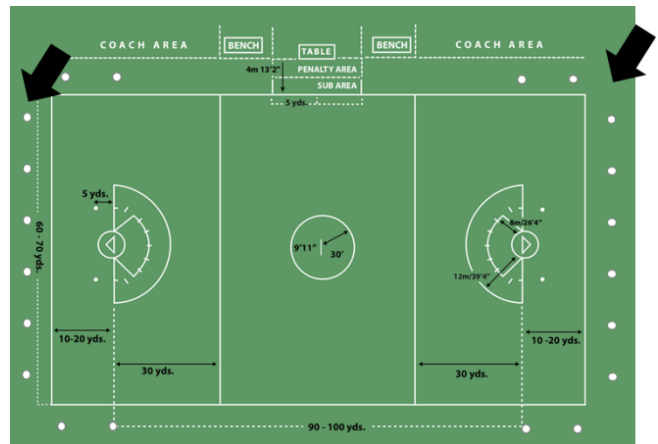 COACH AREA
BENCH
TABLE
BENCH
COACH AREA
4m 13'2"
PENALTY AREA
SUB AREA
5 yds.
5 yds.
60 - 70 yds.
8m/26'4"
9'11"
30'
12m/39'4"
10-20 yds.
10 -20 yds.
30 yds.
30 yds.
90 - 100 yds.